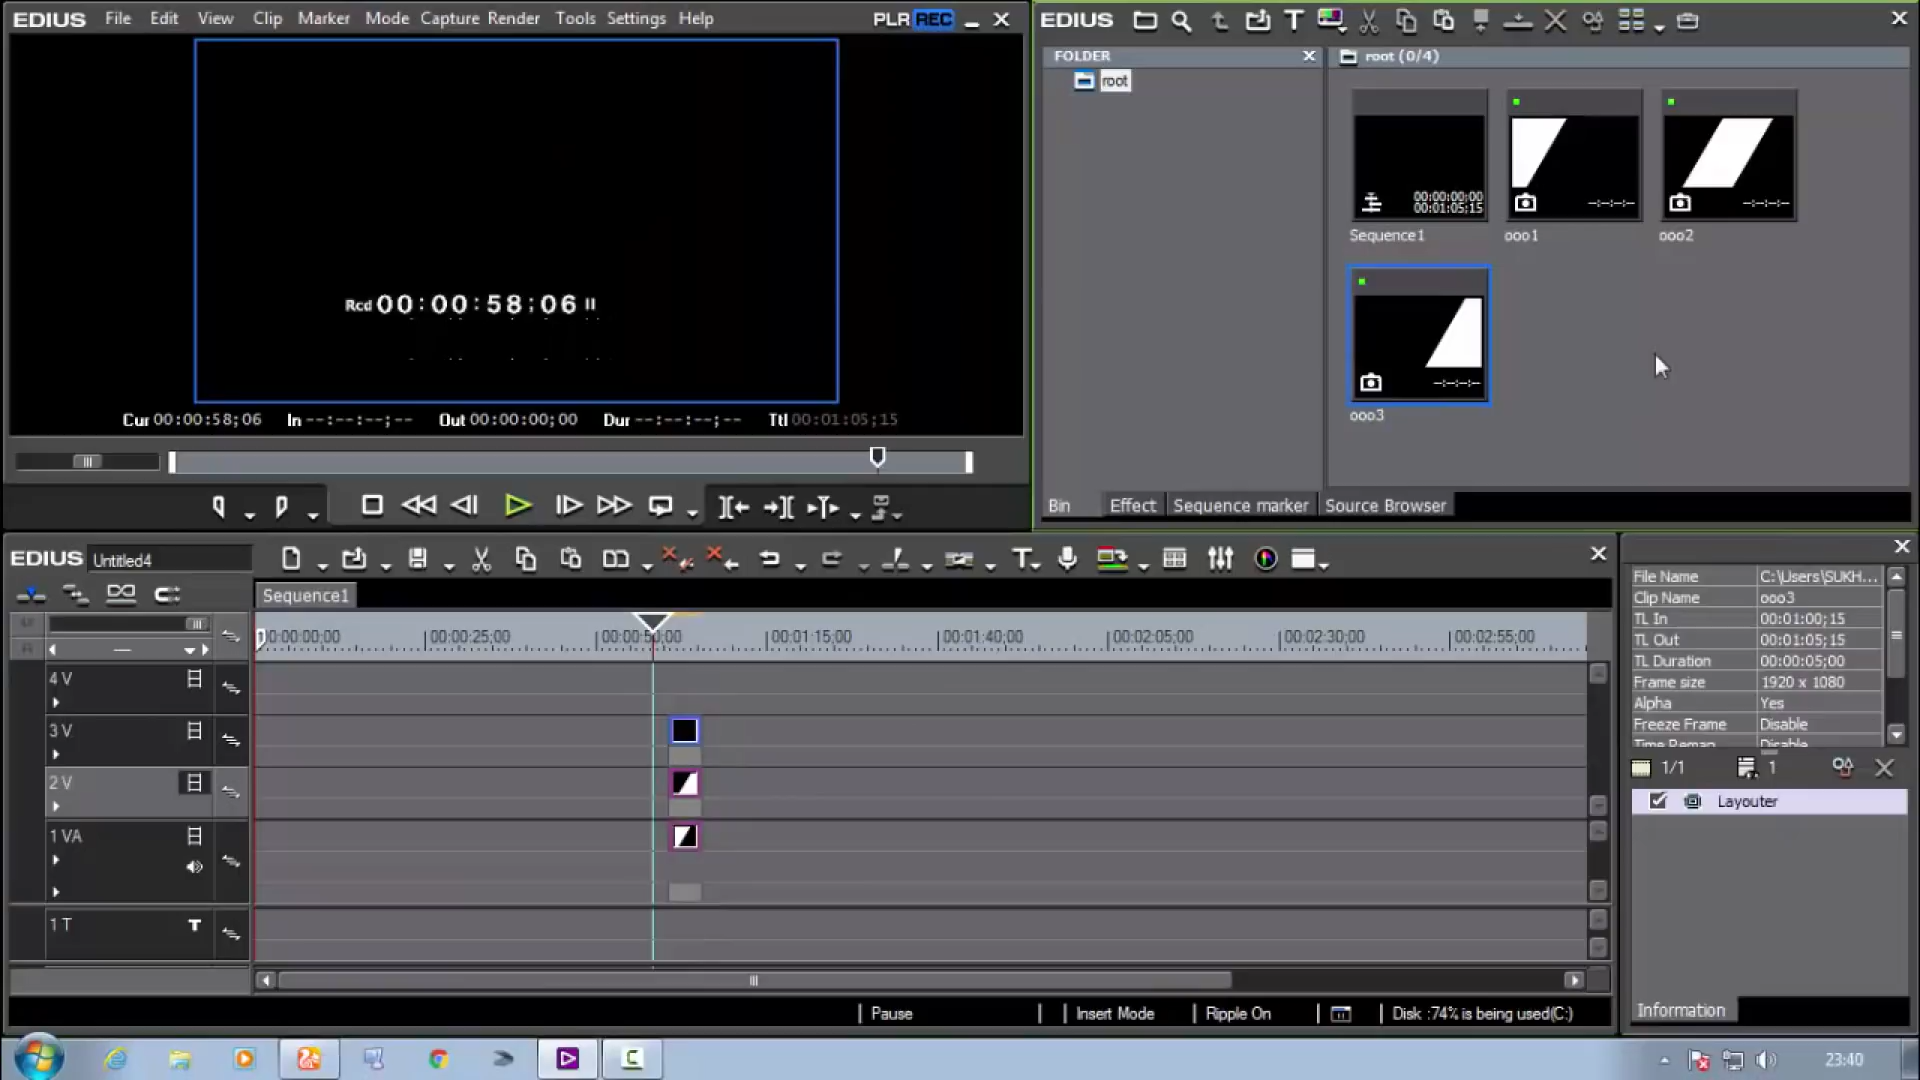 EDIUS File Edit View Clip Marker Mode Capture Render Tools Settings Help PLR REC
Rcd 00:00:58;06
Cur 00:00:58;06 In --:--:--;-- Out 00:00:00;00 Dur --:--:--;-- Ttl 00:01:05;15
EDIUS
FOLDER
root
root (0/4)
00:00:00;00
00:01:05;15
--:--:--;--
--:--:--;--
Sequence1
ooo1
ooo2
--:--:--;--
ooo3
Bin Effect Sequence marker Source Browser
EDIUS Untitled4
Sequence1
00:00:00;00 00:00:25;00 00:00:50;00 00:01:15;00 00:01:40;00 00:02:05;00 00:02:30;00 00:02:55;00
4 V
3 V
2 V
1 VA
1 T T
Pause Insert Mode Ripple On Disk :74% is being used(C:)
File Name C:\Users\SUKH...
Clip Name ooo3
TL In 00:01:00;15
TL Out 00:01:05;15
TL Duration 00:00:05;00
Frame size 1920 x 1080
Alpha Yes
Freeze Frame Disable
Time Remap Disable
1/1 1
Layouter
Information
23:40